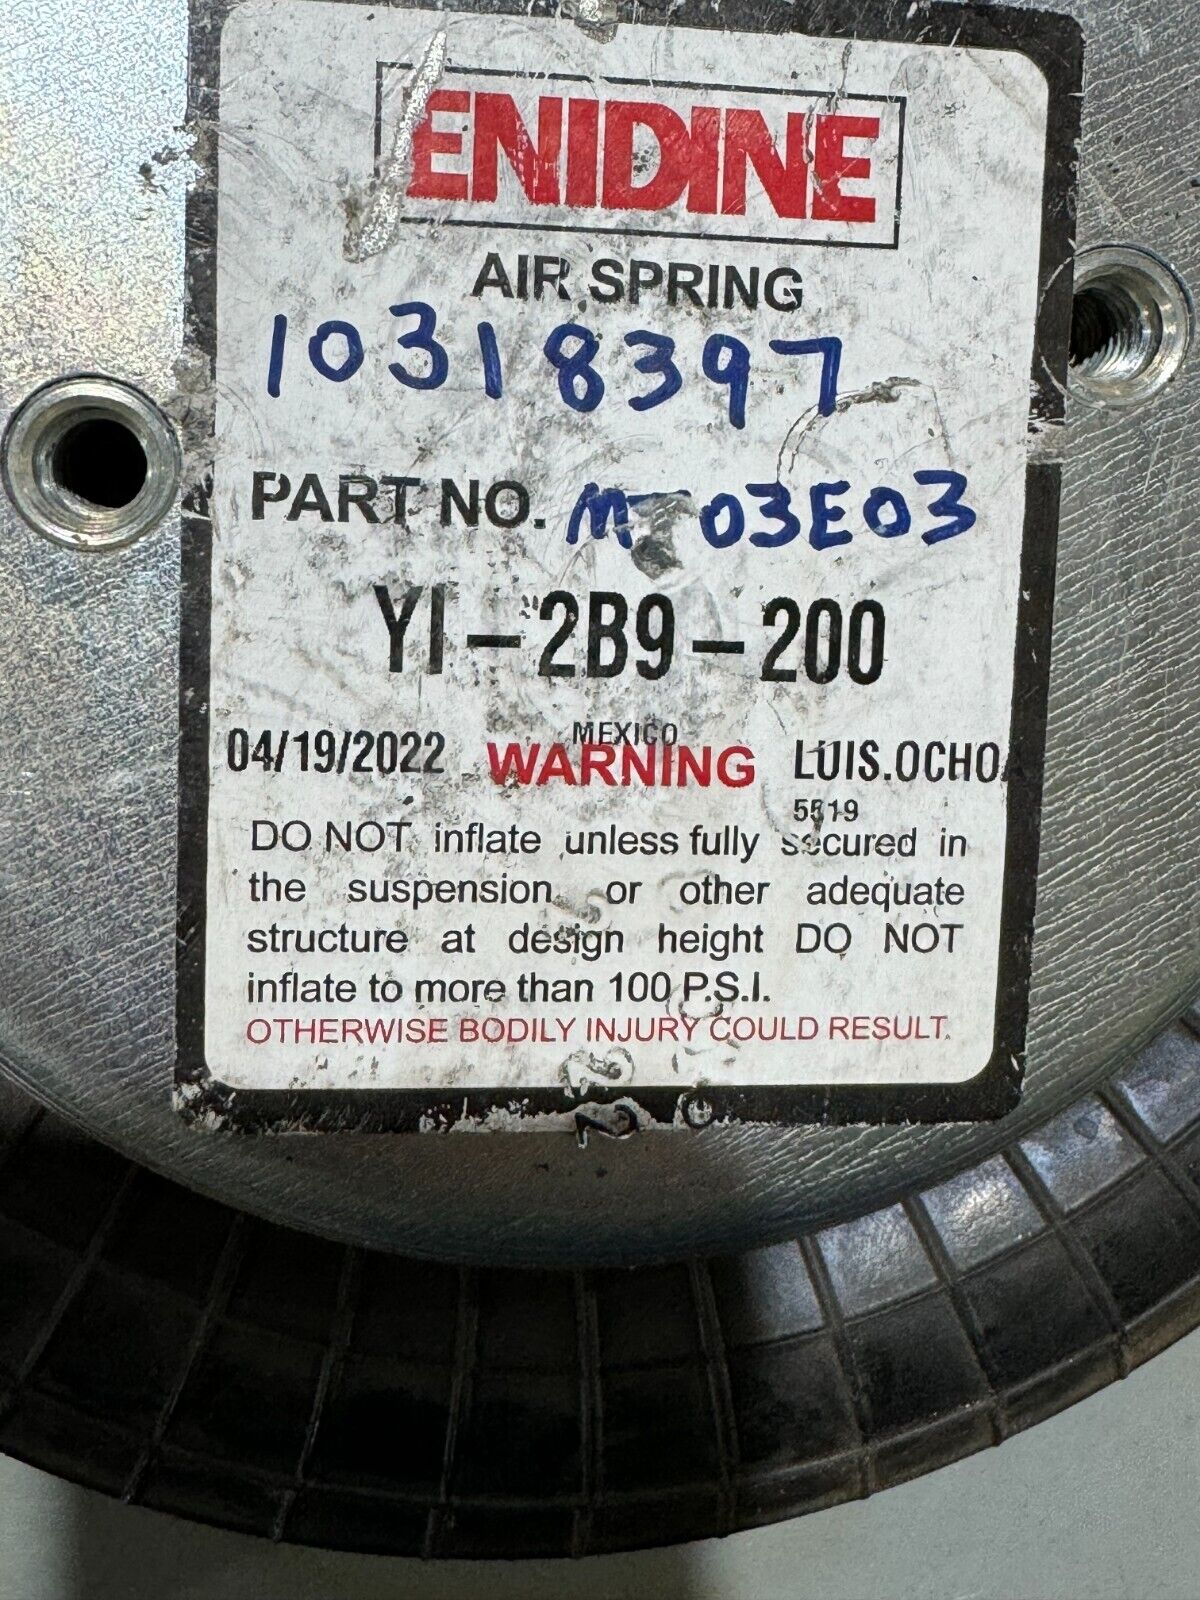 ENIDINE
AIR SPRING
10318397
PART NO. M-03E03
YI-2B9-200
MEXICO
04/19/2022 WARNING LUIS.OCHO
5519
DO NOT inflate unless fully secured in
the suspension or other adequate
structure at design height DO NOT
inflate to more than 100 P.S.I.
OTHERWISE BODILY INJURY COULD RESULT.